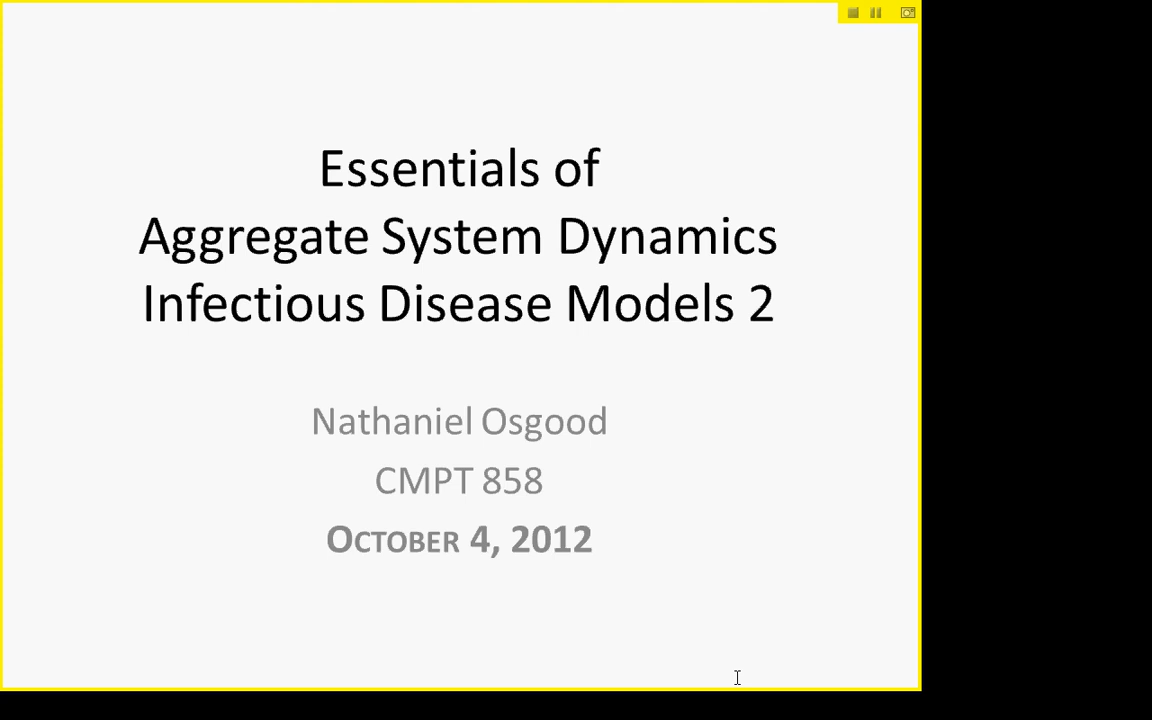 Essentials of
Aggregate System Dynamics
Infectious Disease Models 2
Nathaniel Osgood
CMPT 858
OCTOBER 4, 2012